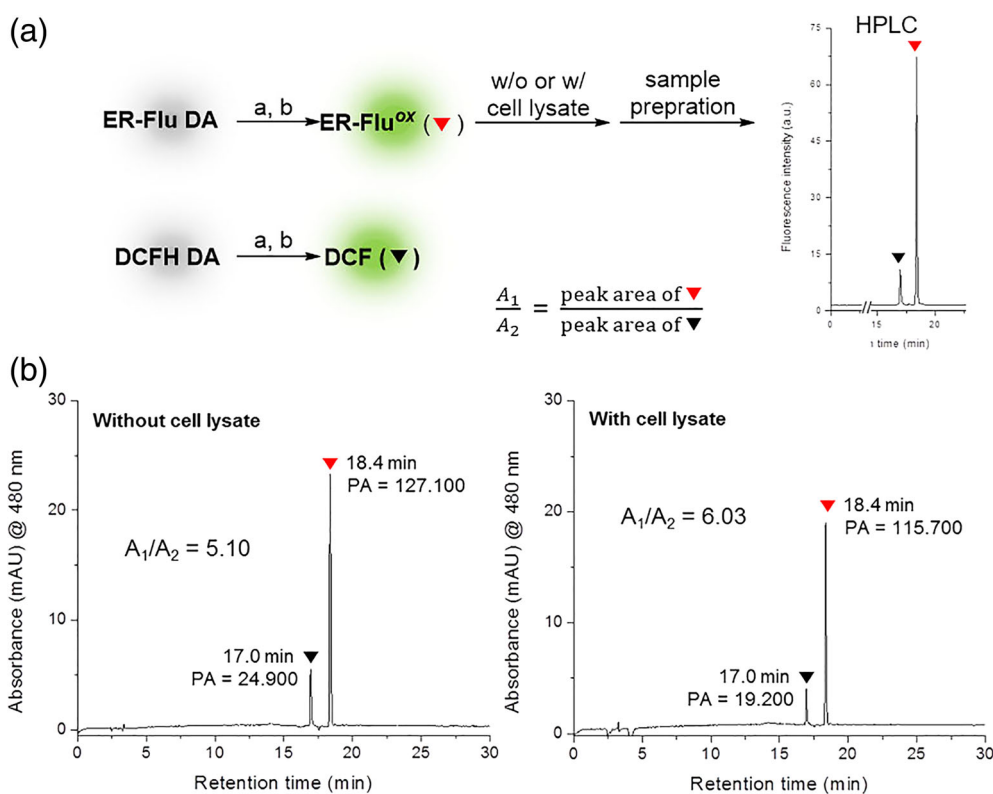 (a)
HPLC
ER-Flu DA
a, b
ER-Fluᵒˣ (▼)
w/o or w/
cell lysate
sample
prepration
DCFH DA
a, b
DCF (▼)
A₁/A₂ = peak area of ▼/peak area of ▼
Fluorescence intensity (a.u.)
75
60
45
30
15
0
0
15
20
time (min)
(b)
Without cell lysate
18.4 min
PA = 127.100
A₁/A₂ = 5.10
17.0 min
PA = 24.900
Absorbance (mAU) @ 480 nm
30
20
10
0
0
5
10
15
20
25
30
Retention time (min)
With cell lysate
18.4 min
PA = 115.700
A₁/A₂ = 6.03
17.0 min
PA = 19.200
Absorbance (mAU) @ 480 nm
30
20
10
0
0
5
10
15
20
25
30
Retention time (min)